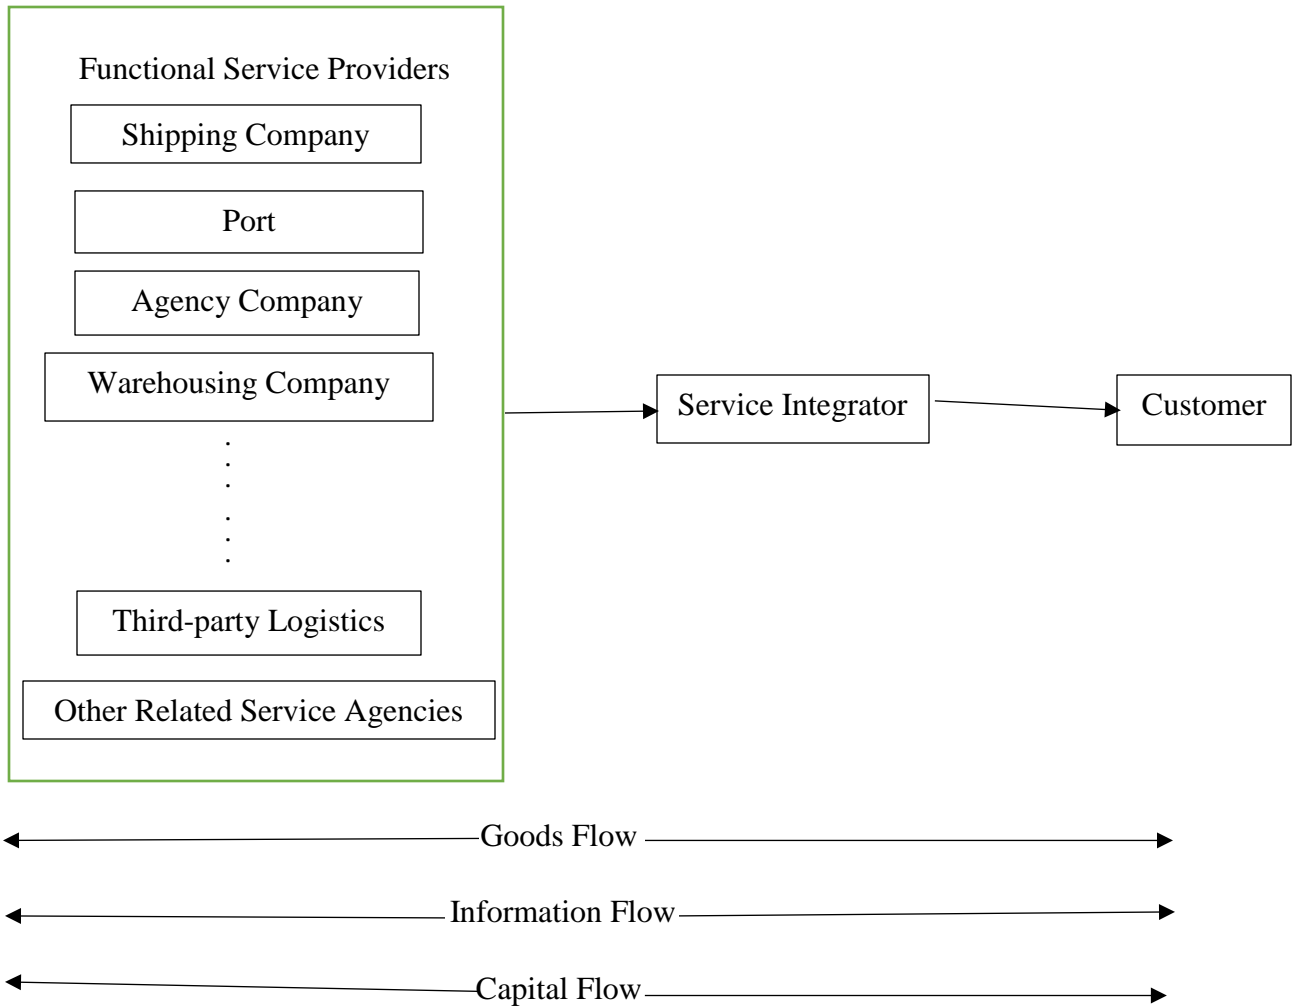 Functional Service Providers
Shipping Company
Port
Agency Company
Warehousing Company
Service Integrator
Customer
.
.
.
.
.
.
Third-party Logistics
Other Related Service Agencies
Goods Flow
Information Flow
Capital Flow